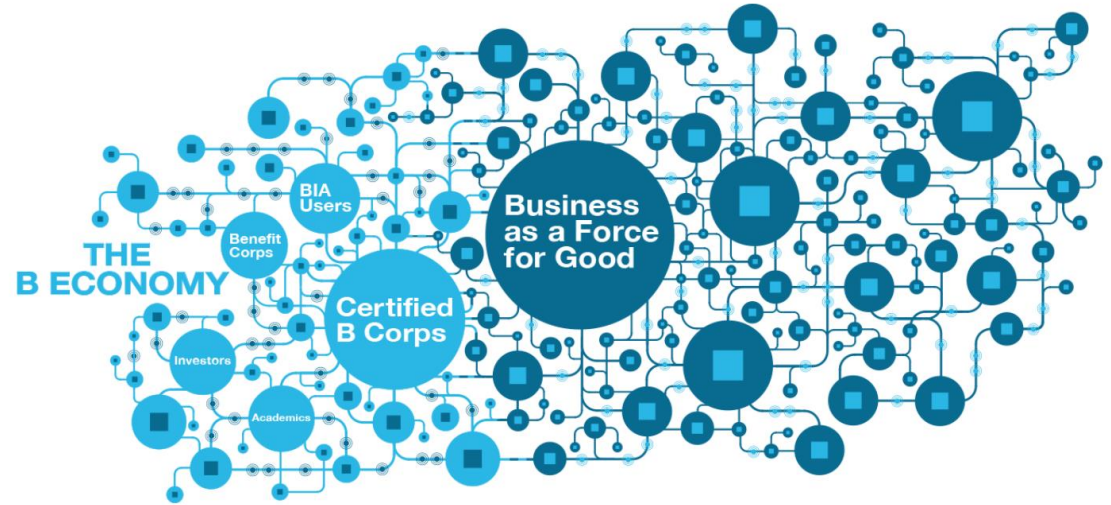 THE
B ECONOMY
BIA
Users
Benefit
Corps
Certified
B Corps
Investors
Academics
Business
as a Force
for Good